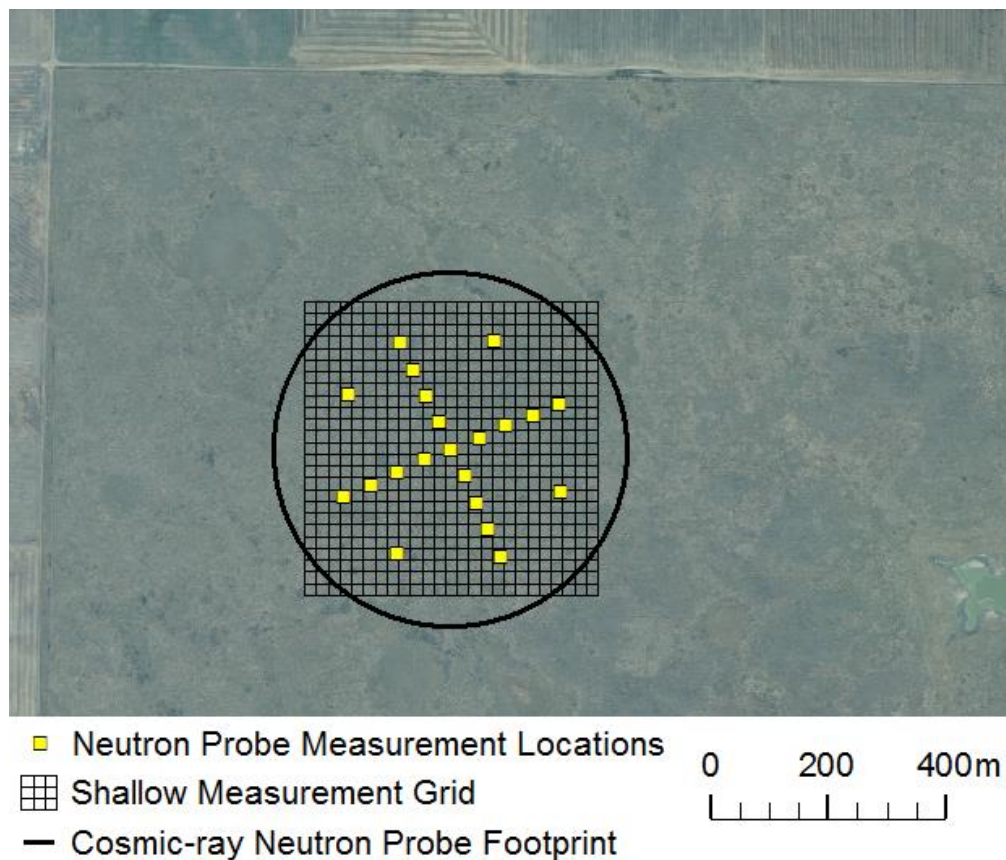 Neutron Probe Measurement Locations
Shallow Measurement Grid
Cosmic-ray Neutron Probe Footprint
0 200 400m